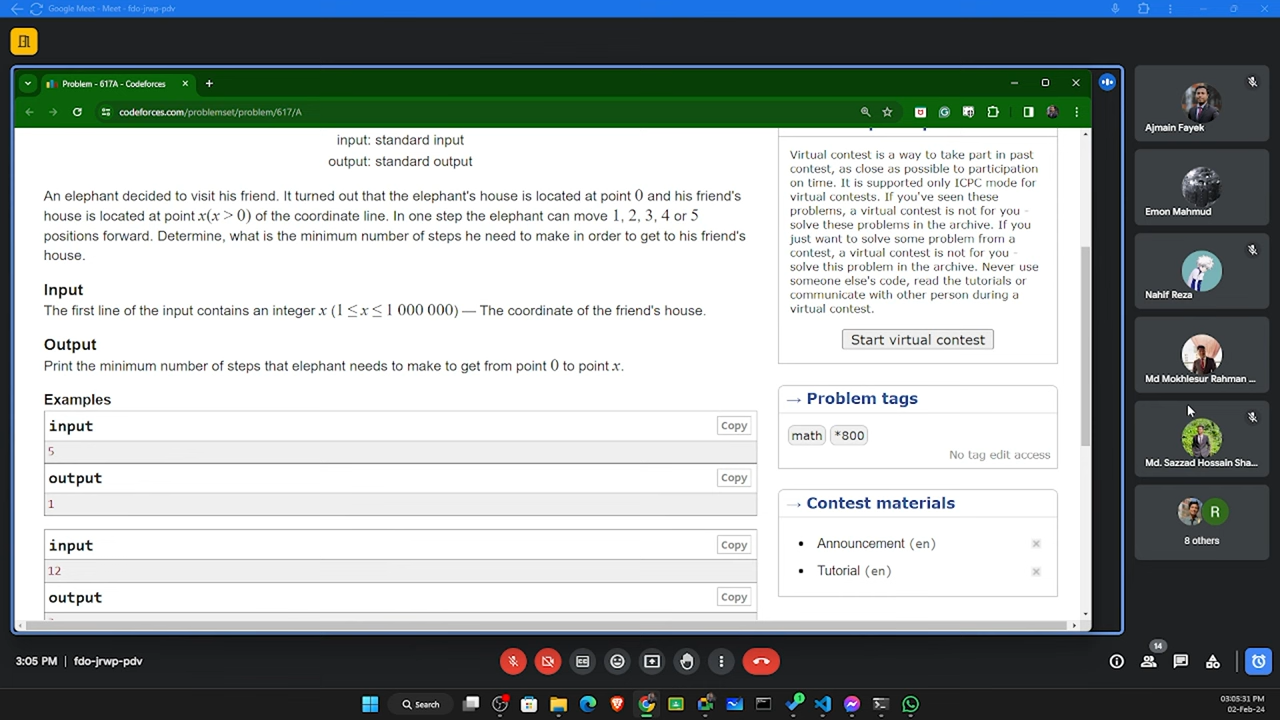 Google Meet - Meet - fdo-jrwp-pdv
Problem - 617A - Codeforces
codeforces.com/problemset/problem/617/A
input: standard input
output: standard output
An elephant decided to visit his friend. It turned out that the elephant's house is located at point 0 and his friend's
house is located at point x(x > 0) of the coordinate line. In one step the elephant can move 1, 2, 3, 4 or 5
positions forward. Determine, what is the minimum number of steps he need to make in order to get to his friend's
house.
Input
The first line of the input contains an integer x (1 ≤ x ≤ 1 000 000) — The coordinate of the friend's house.
Output
Print the minimum number of steps that elephant needs to make to get from point 0 to point x.
Examples
input
Copy
5
output
Copy
1
input
Copy
12
output
Copy
Virtual contest is a way to take part in past
contest, as close as possible to participation
on time. It is supported only ICPC mode for
virtual contests. If you've seen these
problems, a virtual contest is not for you -
solve these problems in the archive. If you
just want to solve some problem from a
contest, a virtual contest is not for you -
solve this problem in the archive. Never use
someone else's code, read the tutorials or
communicate with other person during a
virtual contest.
Start virtual contest
→ Problem tags
math *800
No tag edit access
→ Contest materials
Announcement (en)
Tutorial (en)
Ajmain Fayek
Emon Mahmud
Nahif Reza
Md Mokhlesur Rahman ...
Md. Sazzad Hossain Sha...
R
8 others
3:05 PM | fdo-jrwp-pdv
14
Search
1
03:05:31 PM
02-Feb-24